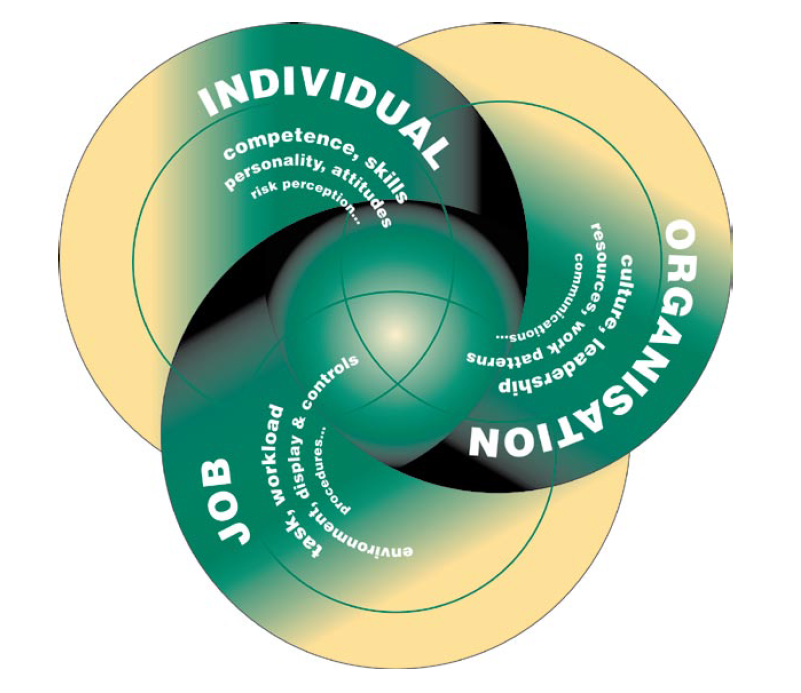 INDIVIDUAL
competence, skills
personality, attitudes
risk perception...
ORGANISATION
culture, leadership
resources, work patterns
communications...
JOB
task, workload
environment, display & controls
procedures...